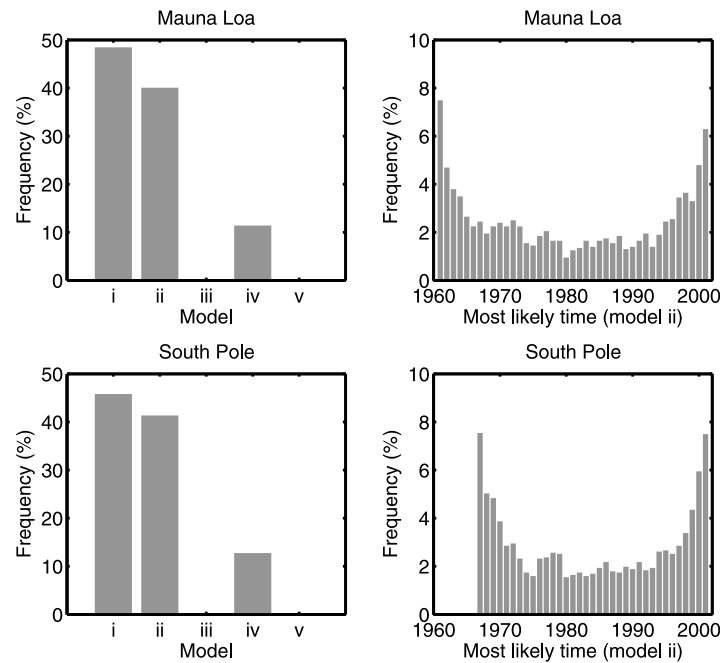 Mauna Loa
50
40
30
20
10
0
Frequency (%)
i ii iii iv v
Model
Mauna Loa
10
8
6
4
2
0
Frequency (%)
1960 1970 1980 1990 2000
Most likely time (model ii)
South Pole
50
40
30
20
10
0
Frequency (%)
i ii iii iv v
Model
South Pole
10
8
6
4
2
0
Frequency (%)
1960 1970 1980 1990 2000
Most likely time (model ii)